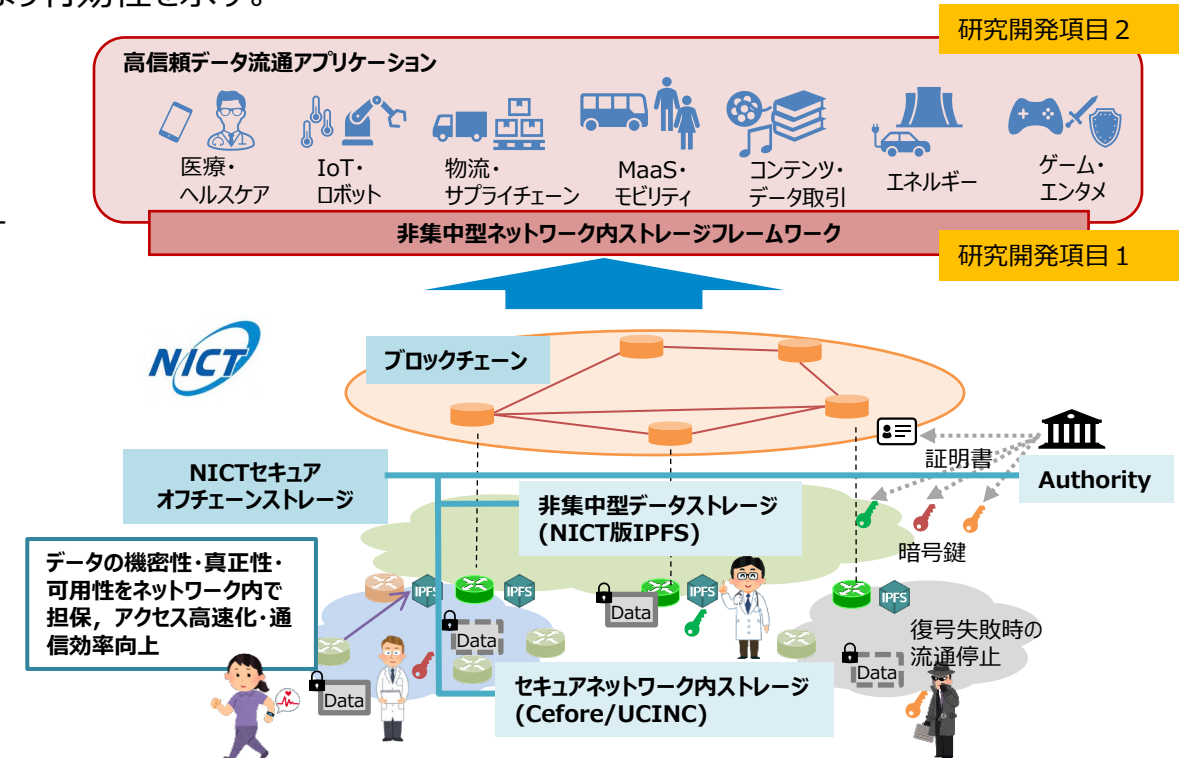 り有効性を示す。
研究開発項目２
高信頼データ流通アプリケーション
医療・
ヘルスケア
IoT・
ロボット
物流・
サプライチェーン
MaaS・
モビリティ
コンテンツ・
データ取引
エネルギー
ゲーム・
エンタメ
非集中型ネットワーク内ストレージフレームワーク
研究開発項目１
NICT
ブロックチェーン
証明書
Authority
NICTセキュア
オフチェーンストレージ
非集中型データストレージ
(NICT版IPFS)
暗号鍵
データの機密性・真正性・
可用性をネットワーク内で
担保，アクセス高速化・通
信効率向上
IPFS
IPFS
IPFS
IPFS
Data
Data
Data
Data
復号失敗時の
流通停止
セキュアネットワーク内ストレージ
(Cefore/UCINC)